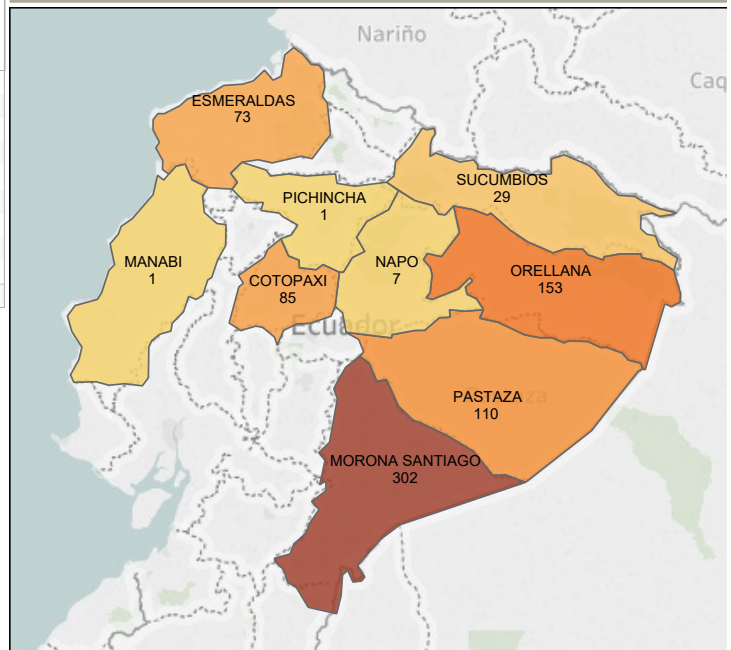 Nariño
Caq
ESMERALDAS
73
SUCUMBIOS
29
PICHINCHA
1
MANABI
1
NAPO
7
ORELLANA
153
COTOPAXI
85
Ecuador
PASTAZA
110
MORONA SANTIAGO
302